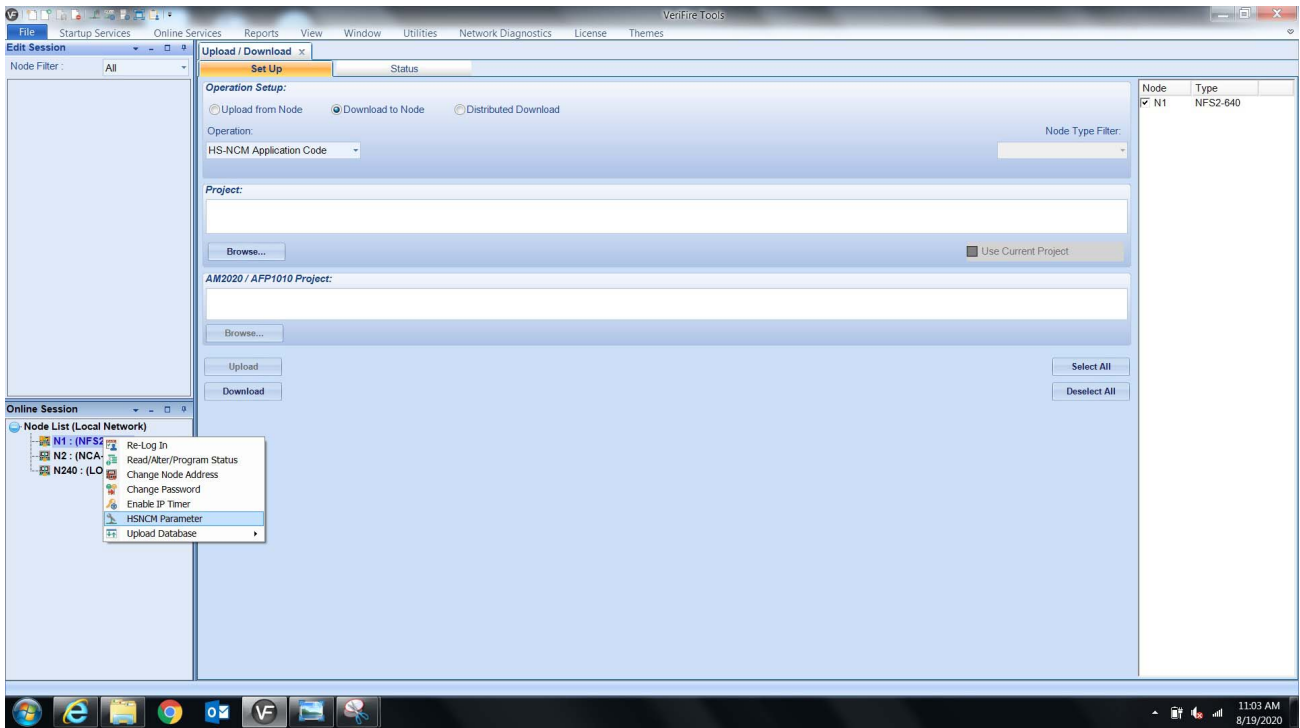 VeriFire Tools
File Startup Services Online Services Reports View Window Utilities Network Diagnostics License Themes
Edit Session
Node Filter : All
Upload / Download x
Set Up Status
Operation Setup:
Upload from Node Download to Node Distributed Download
Operation: Node Type Filter:
HS-NCM Application Code
Project:
Browse... Use Current Project
AM2020 / AFP1010 Project:
Browse...
Upload Select All
Download Deselect All
Node Type
N1 NFS2-640
Online Session
Node List (Local Network)
N1 : (NFS2
N2 : (NCA-
N240 : (LO
Re-Log In
Read/Alter/Program Status
Change Node Address
Change Password
Enable IP Timer
HSNCM Parameter
Upload Database
11:03 AM
8/19/2020